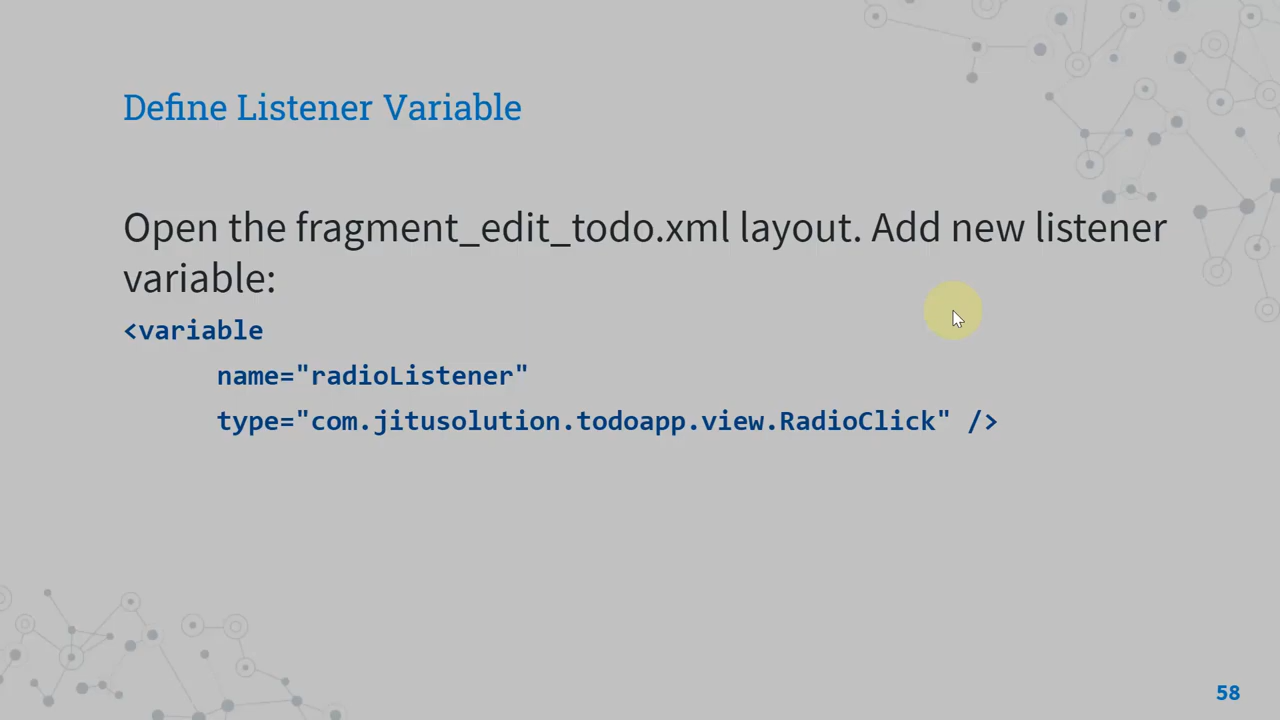 Define Listener Variable
Open the fragment_edit_todo.xml layout. Add new listener
variable:
<variable
name="radioListener"
type="com.jitusolution.todoapp.view.RadioClick" />
58